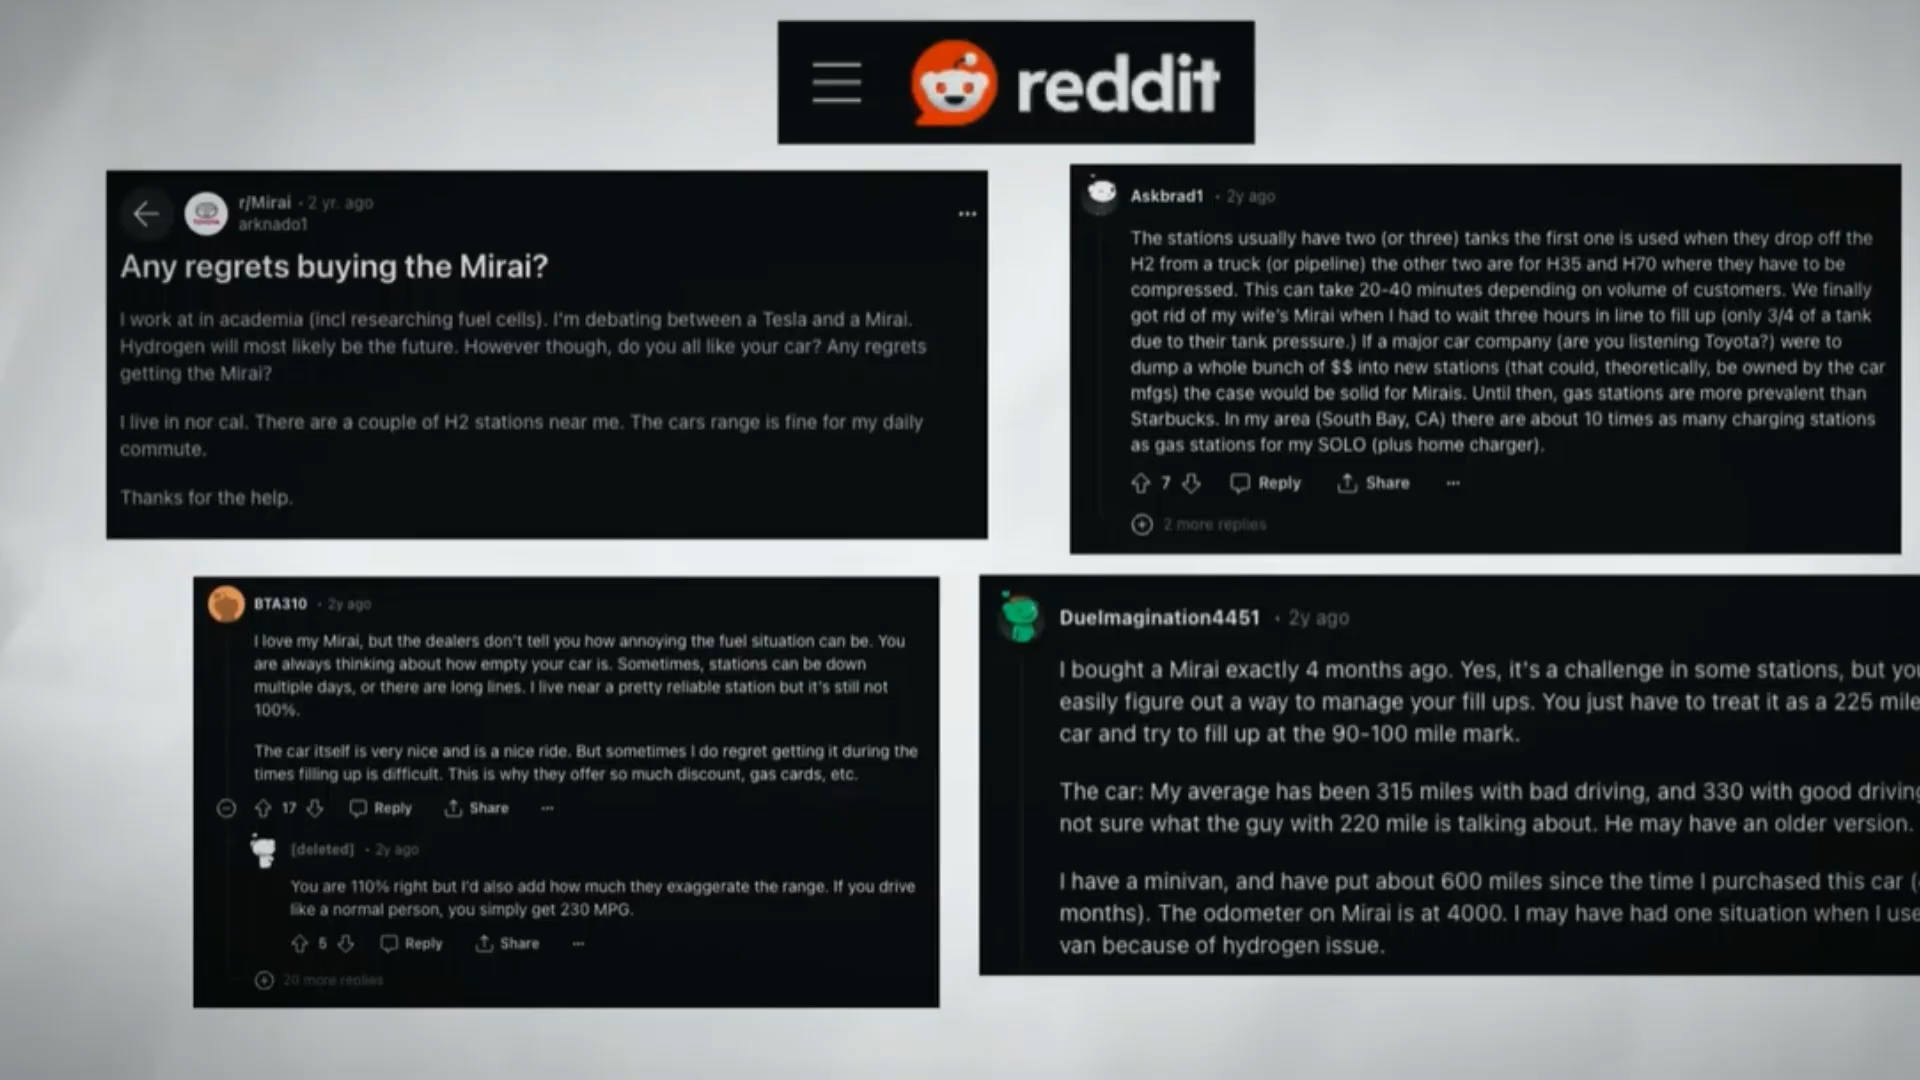 reddit
r/Mirai • 2 yr. ago
arknado1
Any regrets buying the Mirai?
I work at in academia (incl researching fuel cells). I'm debating between a Tesla and a Mirai.
Hydrogen will most likely be the future. However though, do you all like your car? Any regrets
getting the Mirai?
I live in nor cal. There are a couple of H2 stations near me. The cars range is fine for my daily
commute.
Thanks for the help.
Askbrad1 • 2y ago
The stations usually have two (or three) tanks the first one is used when they drop off the
H2 from a truck (or pipeline) the other two are for H35 and H70 where they have to be
compressed. This can take 20-40 minutes depending on volume of customers. We finally
got rid of my wife's Mirai when I had to wait three hours in line to fill up (only 3/4 of a tank
due to their tank pressure.) If a major car company (are you listening Toyota?) were to
dump a whole bunch of $$ into new stations (that could, theoretically, be owned by the car
mfgs) the case would be solid for Mirais. Until then, gas stations are more prevalent than
Starbucks. In my area (South Bay, CA) there are about 10 times as many charging stations
as gas stations for my SOLO (plus home charger).
7 Reply Share
2 more replies
BTA310 • 2y ago
I love my Mirai, but the dealers don't tell you how annoying the fuel situation can be. You
are always thinking about how empty your car is. Sometimes, stations can be down
multiple days, or there are long lines. I live near a pretty reliable station but it's still not
100%.
The car itself is very nice and is a nice ride. But sometimes I do regret getting it during the
times filling up is difficult. This is why they offer so much discount, gas cards, etc.
17 Reply Share
[deleted] • 2y ago
You are 110% right but I'd also add how much they exaggerate the range. If you drive
like a normal person, you simply get 230 MPG.
5 Reply Share
20 more replies
DueImagination4451 • 2y ago
I bought a Mirai exactly 4 months ago. Yes, it's a challenge in some stations, but you
easily figure out a way to manage your fill ups. You just have to treat it as a 225 mile
car and try to fill up at the 90-100 mile mark.
The car: My average has been 315 miles with bad driving, and 330 with good driving
not sure what the guy with 220 mile is talking about. He may have an older version.
I have a minivan, and have put about 600 miles since the time I purchased this car (
months). The odometer on Mirai is at 4000. I may have had one situation when I use
van because of hydrogen issue.